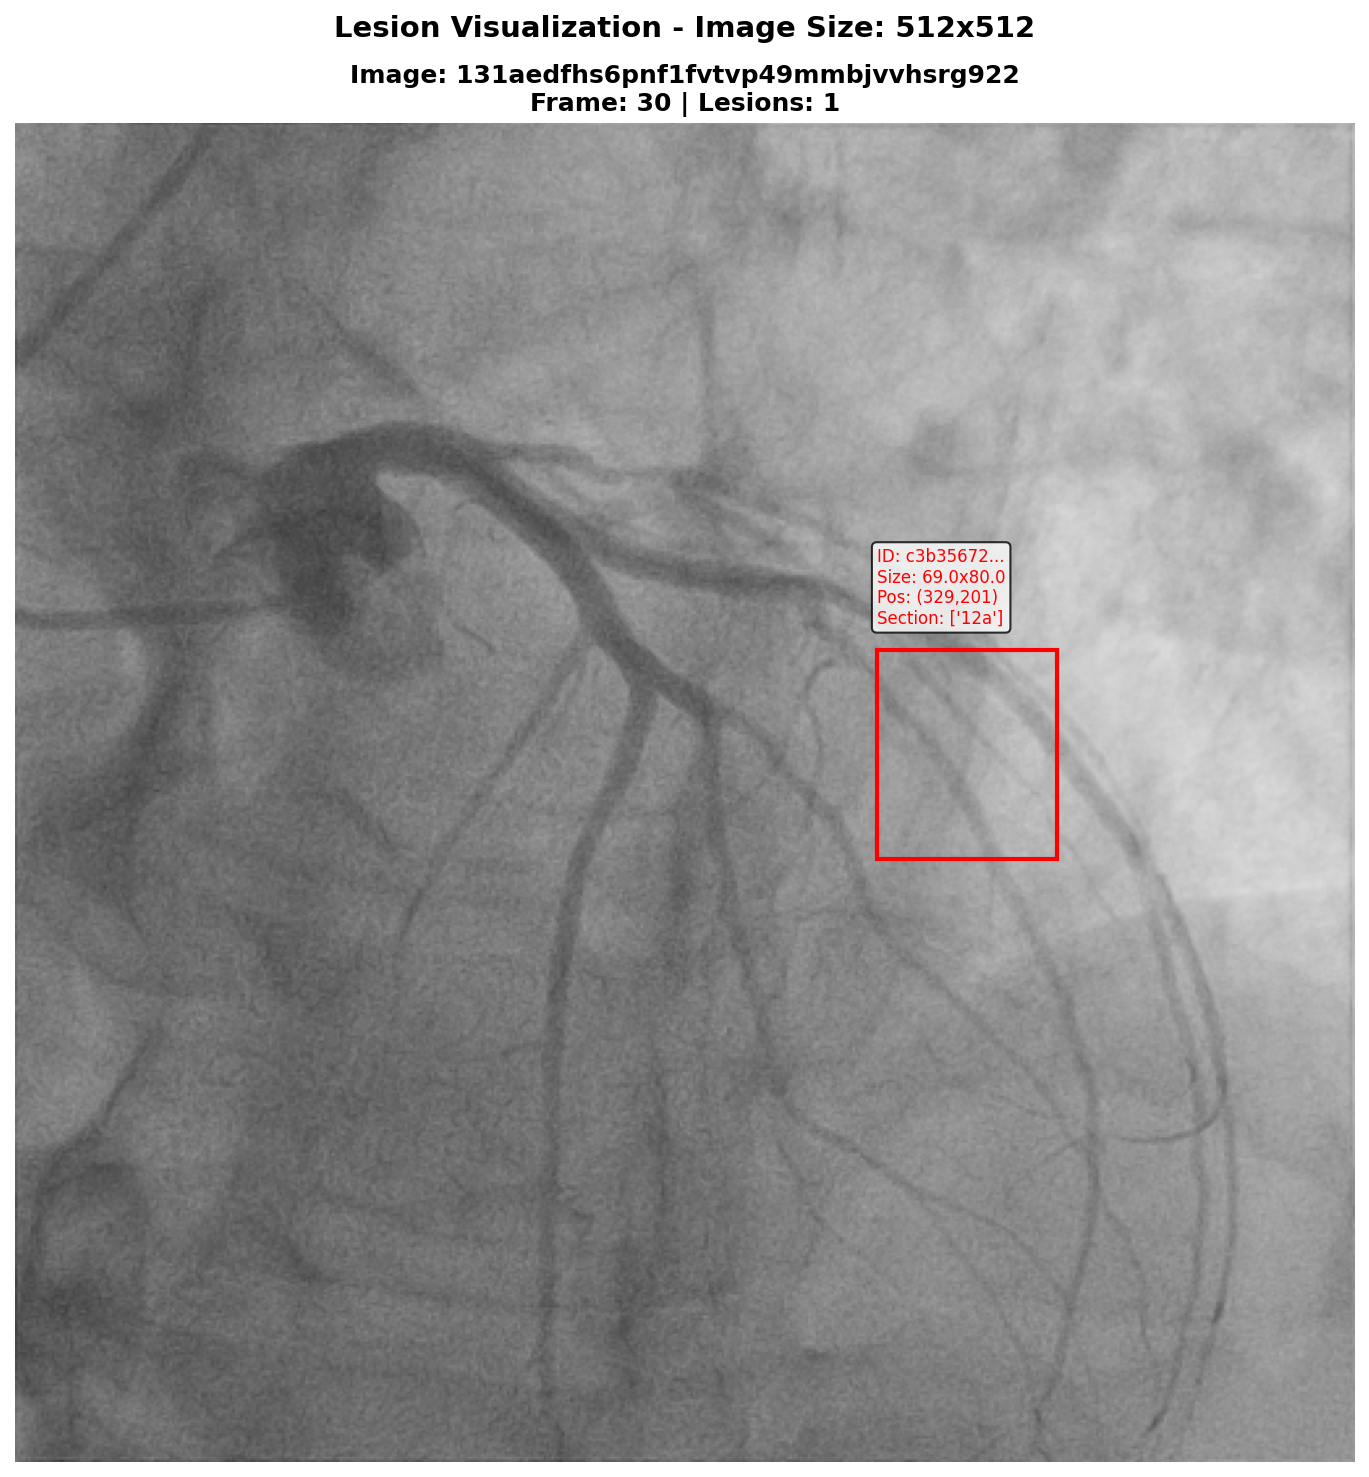 Lesion Visualization - Image Size: 512x512
Image: 131aedfhs6pnf1fvtvp49mmbjvvhsrg922
Frame: 30 | Lesions: 1
ID: c3b35672...
Size: 69.0x80.0
Pos: (329,201)
Section: ['12a']